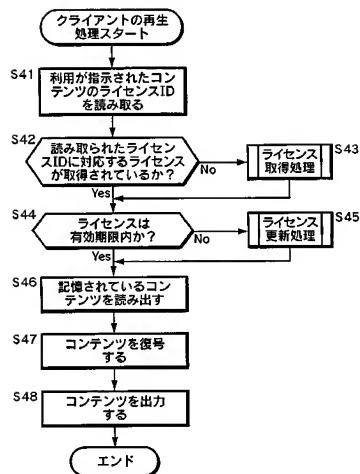 クライアントの再生
処理スタート
S41
利用が指示されたコン
テンツのライセンスID
を読み取る
S42
読み取られたライセン
スIDに対応するライセンス
が取得されているか?
No
S43
ライセンス
取得処理
Yes
S44
ライセンスは
有効期限内か?
No
S45
ライセンス
更新処理
Yes
S46
記憶されているコン
テンツを読み出す
S47
コンテンツを復号
する
S48
コンテンツを出力
する
エンド